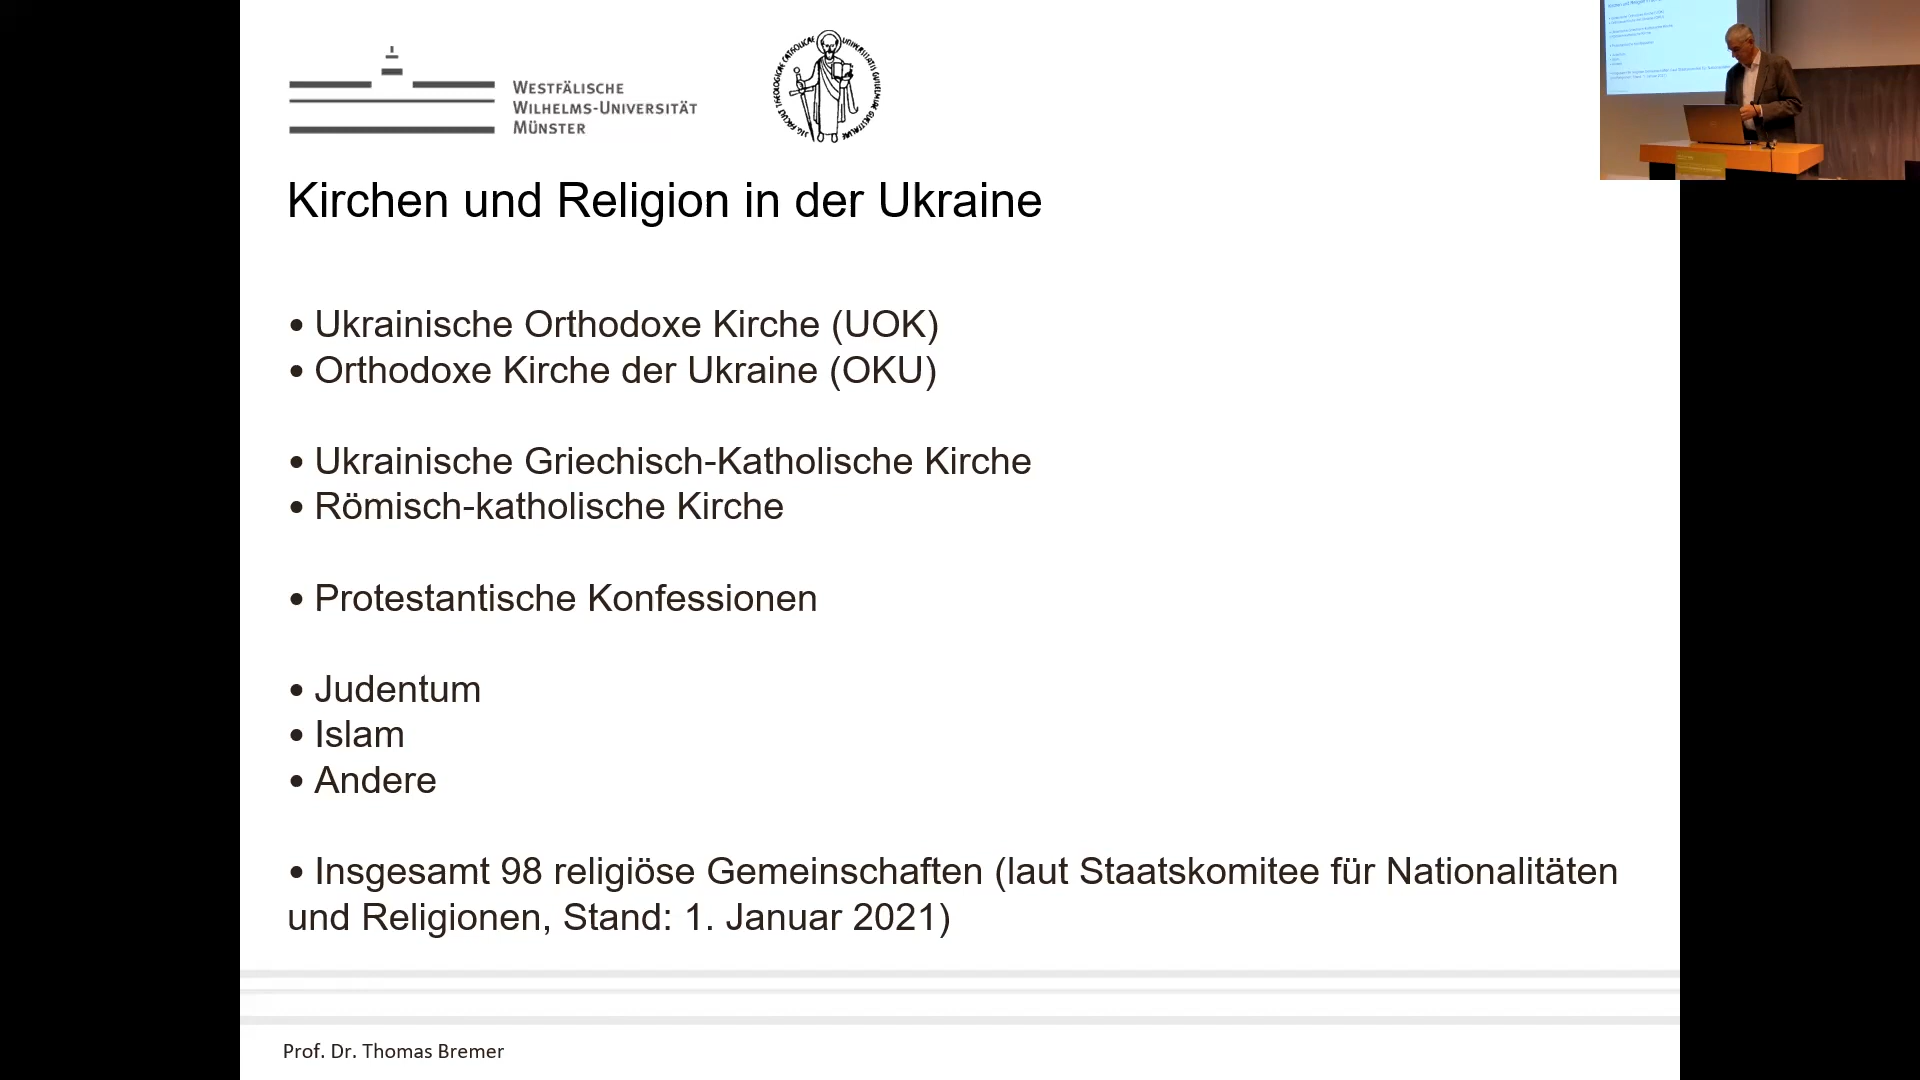 WESTFÄLISCHE
WILHELMS-UNIVERSITÄT
MÜNSTER
Kirchen und Religion in der Ukraine
• Ukrainische Orthodoxe Kirche (UOK)
• Orthodoxe Kirche der Ukraine (OKU)
• Ukrainische Griechisch-Katholische Kirche
• Römisch-katholische Kirche
• Protestantische Konfessionen
• Judentum
• Islam
• Andere
• Insgesamt 98 religiöse Gemeinschaften (laut Staatskomitee für Nationalitäten
und Religionen, Stand: 1. Januar 2021)
Prof. Dr. Thomas Bremer